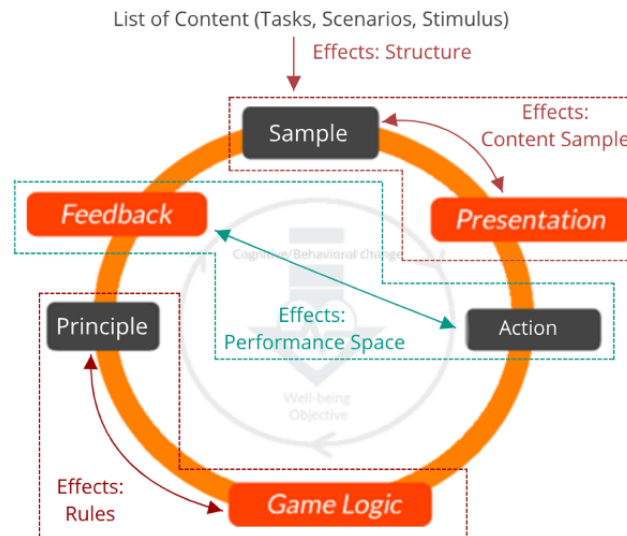 List of Content (Tasks, Scenarios, Stimulus)
Effects: Structure
Sample
Effects:
Content Sample
Feedback
Presentation
Cognitive/Behavioral Change
Principle
Effects:
Performance Space
Action
Well-being
Objective
Effects:
Rules
Game Logic